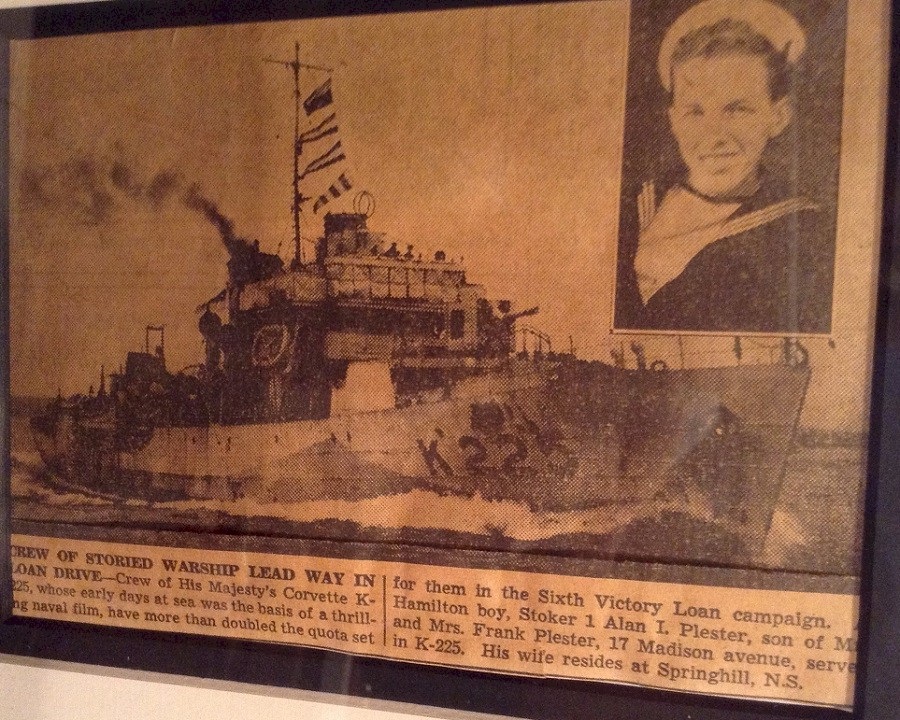 K 225
CREW OF STORIED WARSHIP LEAD WAY IN
LOAN DRIVE—Crew of His Majesty's Corvette K-
225, whose early days at sea was the basis of a thrill-
ng naval film, have more than doubled the quota set
for them in the Sixth Victory Loan campaign.
Hamilton boy, Stoker 1 Alan I. Plester, son of M
and Mrs. Frank Plester, 17 Madison avenue, serve
in K-225. His wife resides at Springhill, N.S.